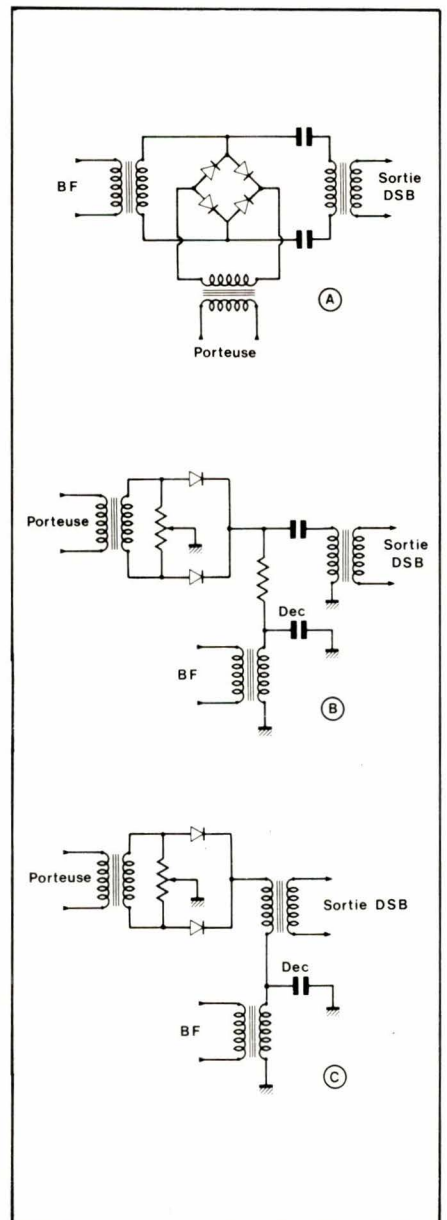 BF
Sortie
DSB
A
Porteuse
Porteuse
Sortie
DSB
Dec
BF
B
Porteuse
Sortie DSB
Dec
BF
C